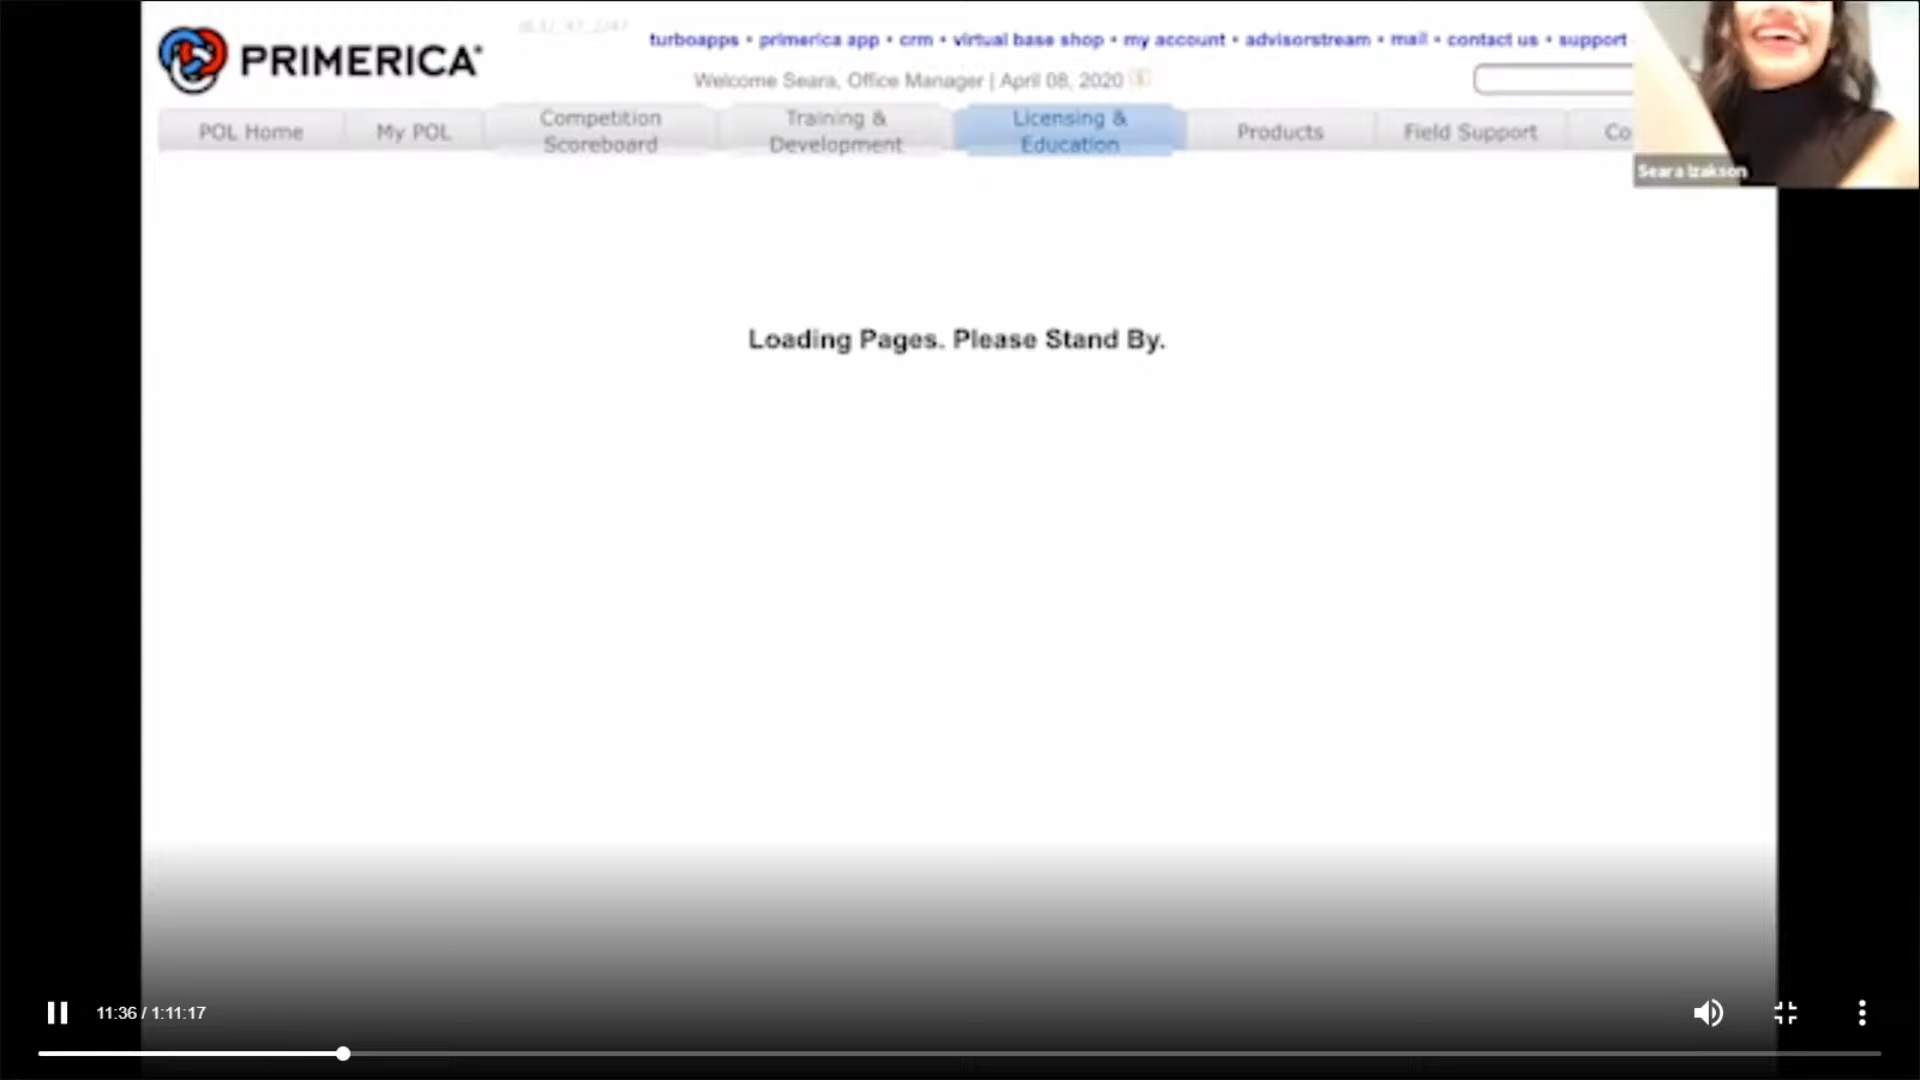 turboapps • primerica app • crm • virtual base shop • my account • advisorstream • mail • contact us • support
PRIMERICA
Welcome Seara, Office Manager | April 08, 2020
POL Home
My POL
Competition
Scoreboard
Training &
Development
Licensing &
Education
Products
Field Support
Co
Seara Izakson
Loading Pages. Please Stand By.
11:36 / 1:11:17